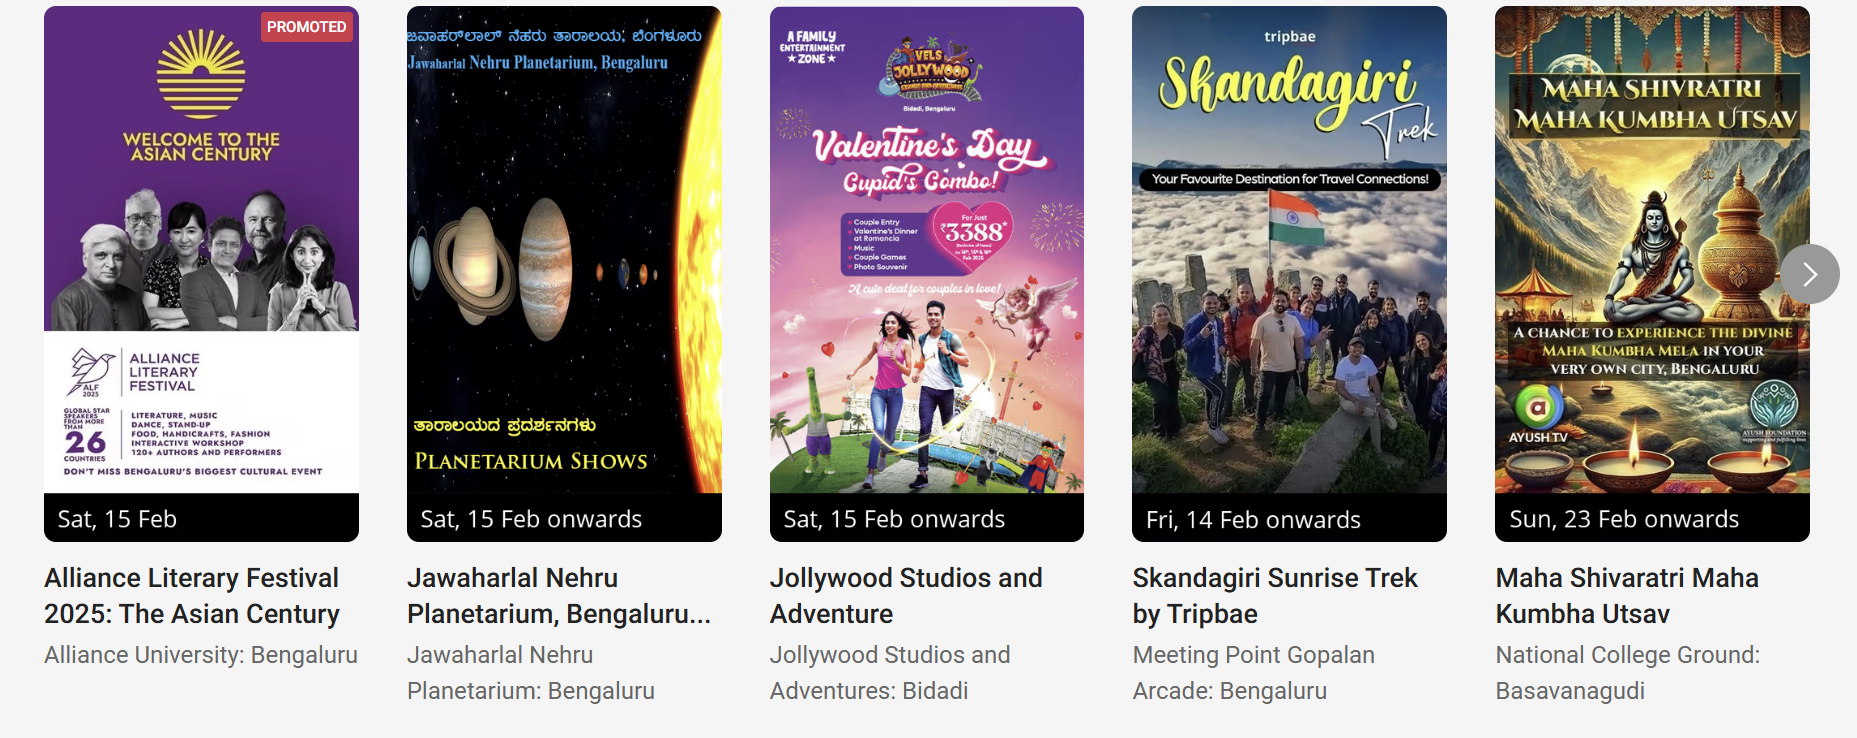 PROMOTED
WELCOME TO THE
ASIAN CENTURY
ALF
2025
ALLIANCE
LITERARY
FESTIVAL
GLOBAL STAR
SPEAKERS
FROM MORE
THAN
26
COUNTRIES
LITERATURE, MUSIC
DANCE, STAND-UP
FOOD, HANDICRAFTS, FASHION
INTERACTIVE WORKSHOP
120+ AUTHORS AND PERFORMERS
DON'T MISS BENGALURU'S BIGGEST CULTURAL EVENT
Sat, 15 Feb
Alliance Literary Festival
2025: The Asian Century
Alliance University: Bengaluru
ಜವಾಹರ್‌ಲಾಲ್ ನೆಹರು ತಾರಾಲಯ, ಬೆಂಗಳೂರು
Jawaharlal Nehru Planetarium, Bengaluru
ತಾರಾಲಯದ ಪ್ರದರ್ಶನಗಳು
PLANETARIUM SHOWS
Sat, 15 Feb onwards
Jawaharlal Nehru
Planetarium, Bengaluru...
Jawaharlal Nehru
Planetarium: Bengaluru
A FAMILY
ENTERTAINMENT
★ ZONE ★
VELS
JOLLYWOOD
Bidadi, Bengaluru
Valentine's Day
Cupid's Combo!
Couple Entry
Valentine's Dinner
at Romancia
Music
Couple Games
Photo Souvenir
For Just
₹3388*
Feb 2025
A cute deal for couples in love!
Sat, 15 Feb onwards
Jollywood Studios and
Adventure
Jollywood Studios and
Adventures: Bidadi
tripbae
Skandagiri
Trek
Your Favourite Destination for Travel Connections!
Fri, 14 Feb onwards
Skandagiri Sunrise Trek
by Tripbae
Meeting Point Gopalan
Arcade: Bengaluru
MAHA SHIVRATRI
MAHA KUMBHA UTSAV
A CHANCE TO EXPERIENCE THE DIVINE
MAHA KUMBHA MELA IN YOUR
VERY OWN CITY, BENGALURU
a
AYUSH TV
AYUSH FOUNDATION
supporting and fulfilling lives
Sun, 23 Feb onwards
Maha Shivaratri Maha
Kumbha Utsav
National College Ground:
Basavanagudi